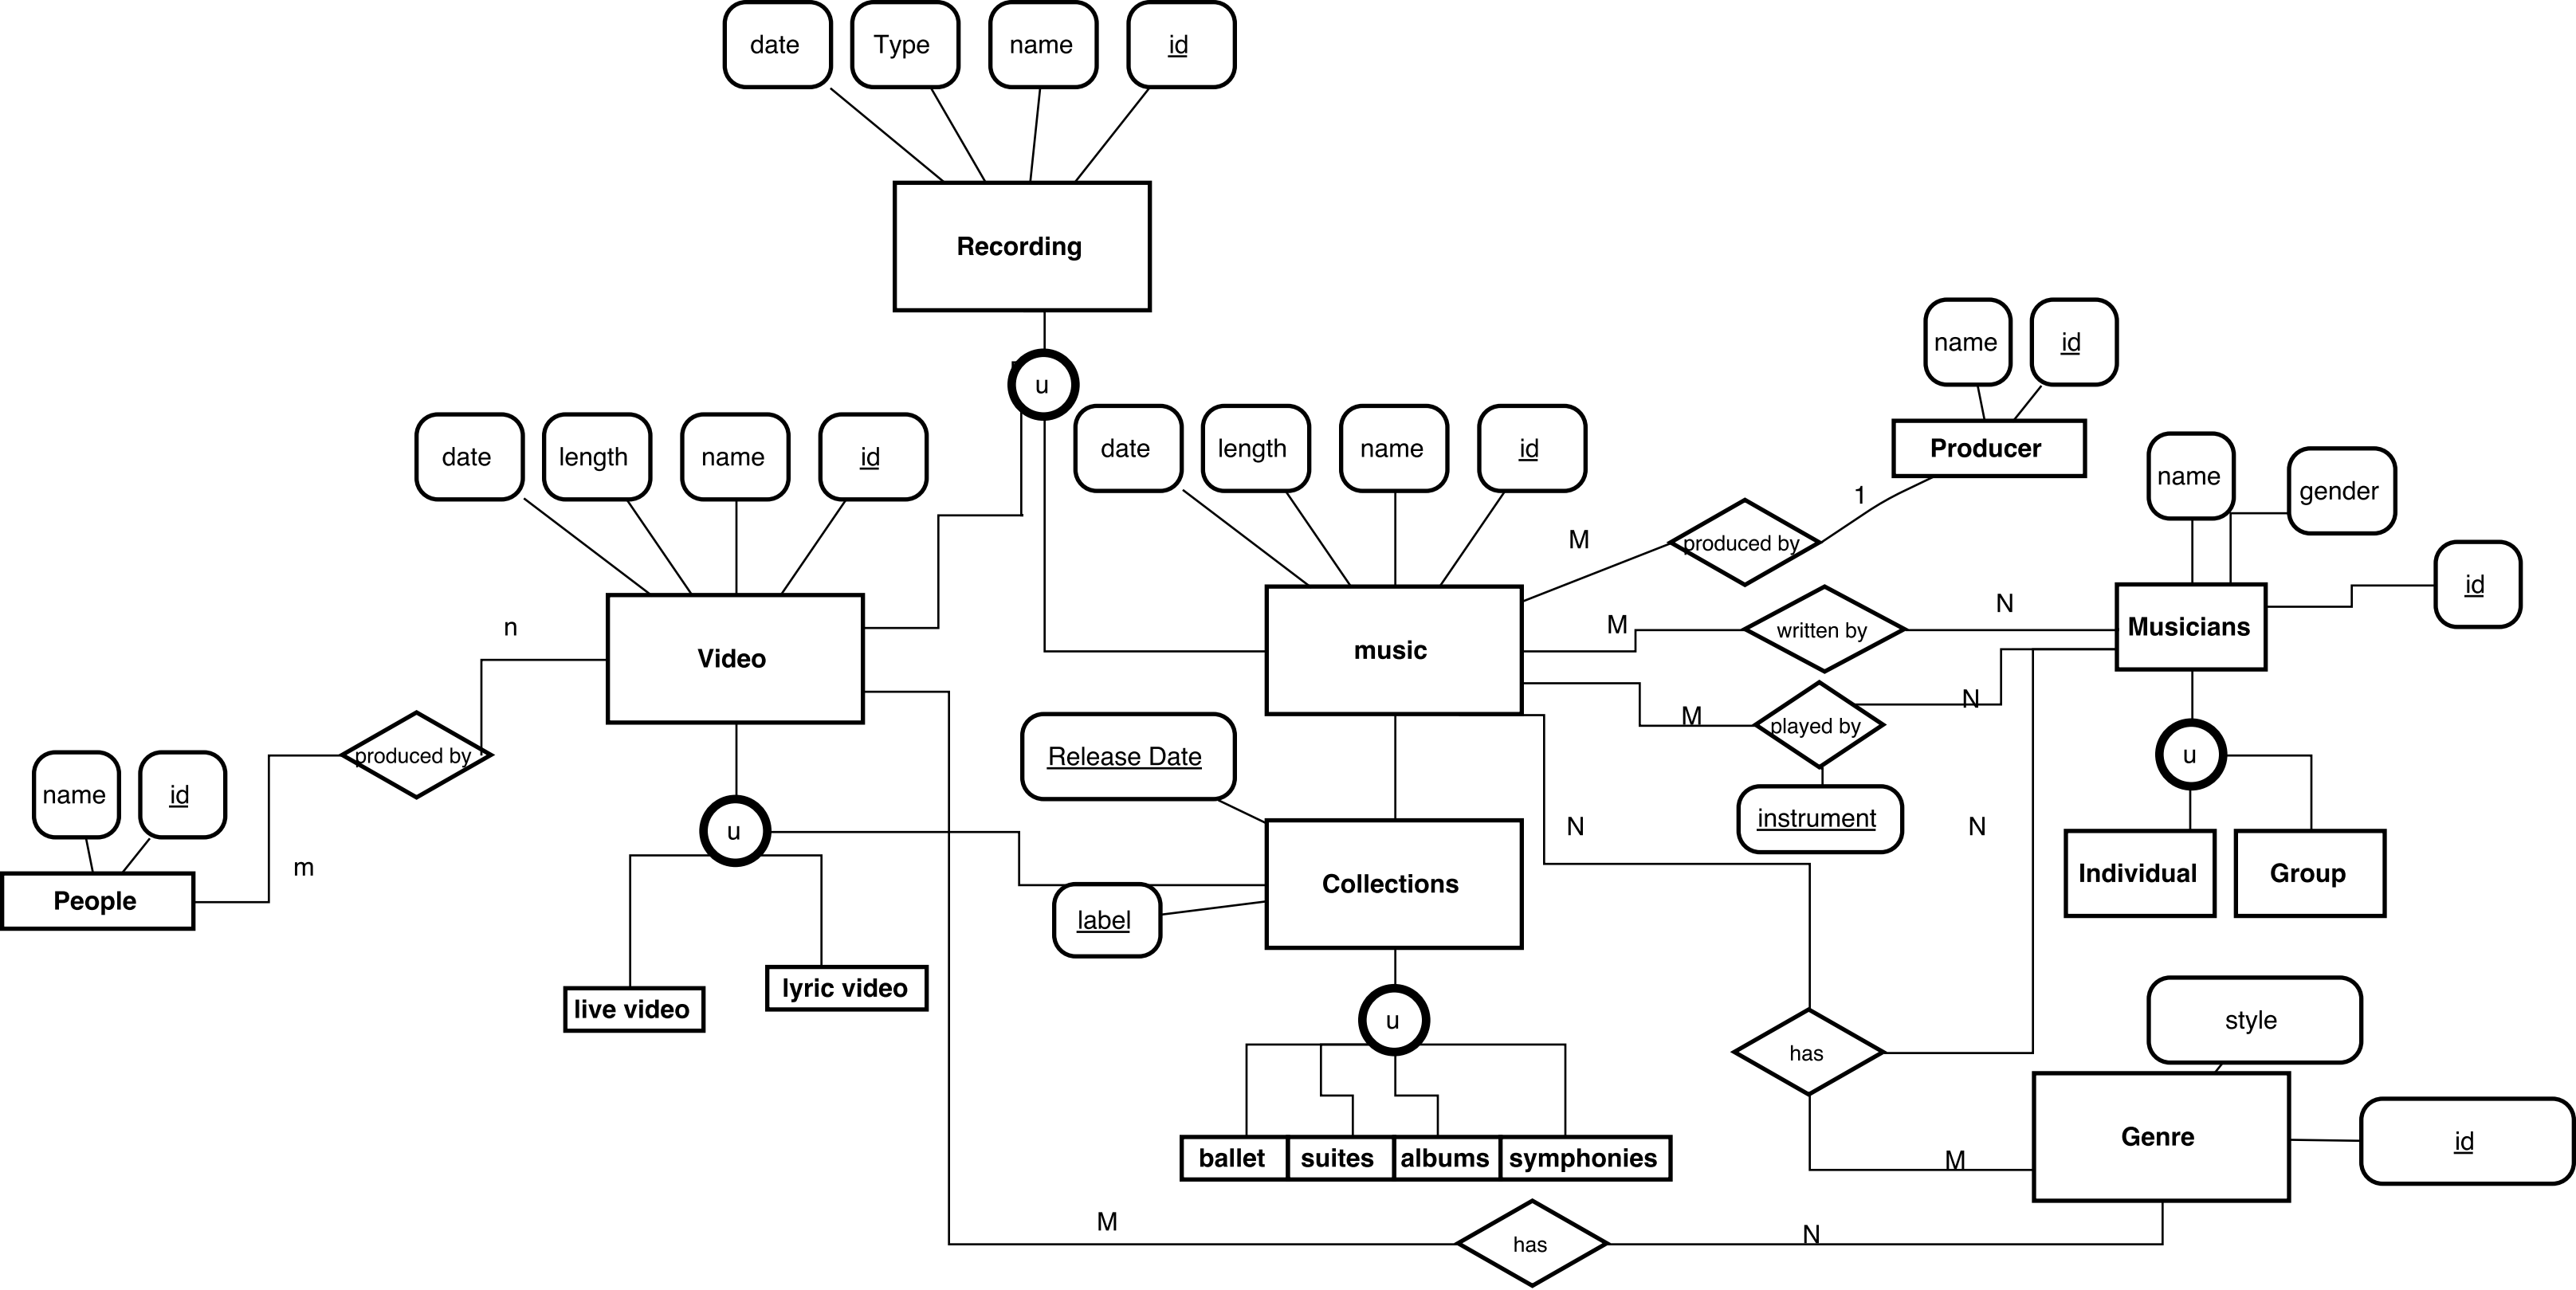 date
Type
name
id
Recording
u
name
id
Producer
date
length
name
id
date
length
name
id
name
gender
id
1
M
produced by
n
Video
music
M
written by
N
Musicians
M
played by
N
instrument
u
Individual
Group
name
id
People
m
produced by
u
live video
lyric video
Release Date
label
Collections
N
N
u
ballet
suites
albums
symphonies
has
M
style
Genre
id
M
has
N